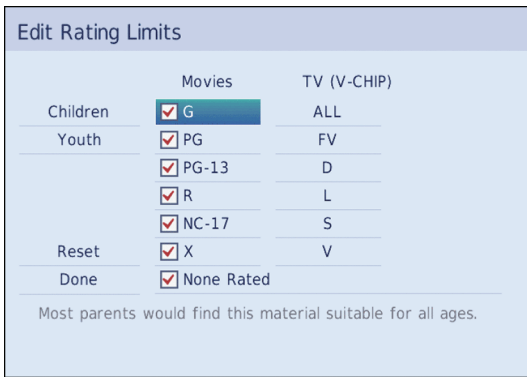 Edit Rating Limits
Movies TV (V-CHIP)
Children G ALL
Youth PG FV
PG-13 D
R L
NC-17 S
Reset X V
Done None Rated
Most parents would find this material suitable for all ages.